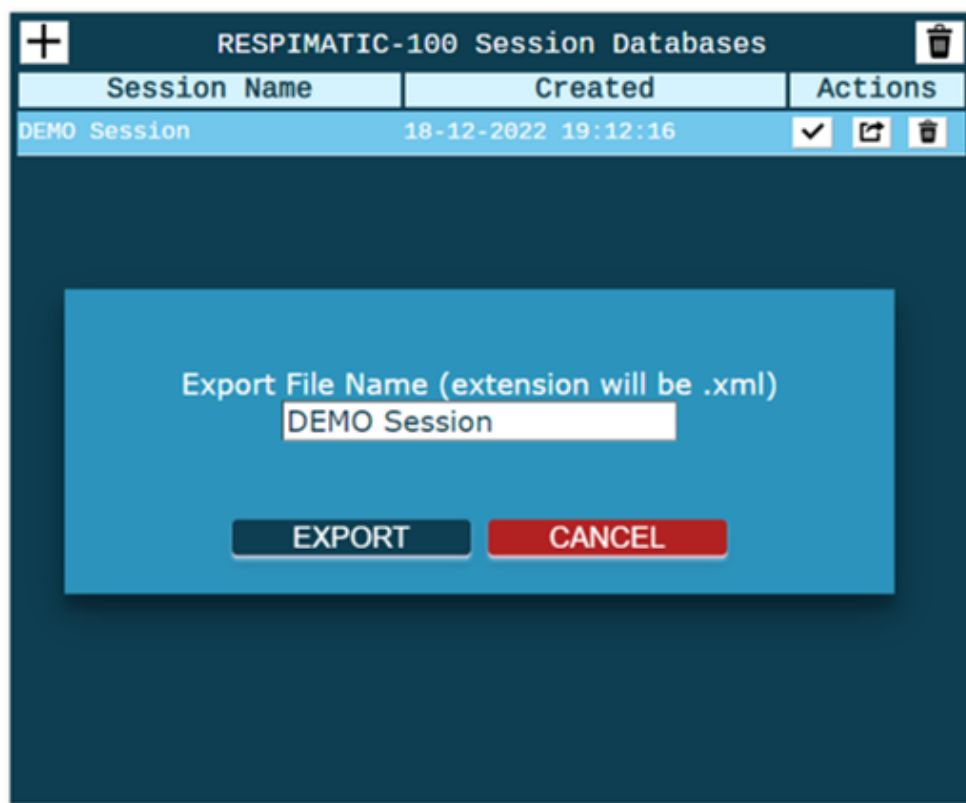 RESPIMATIC-100 Session Databases
Session Name Created Actions
DEMO Session 18-12-2022 19:12:16
Export File Name (extension will be .xml)
DEMO Session
EXPORT CANCEL